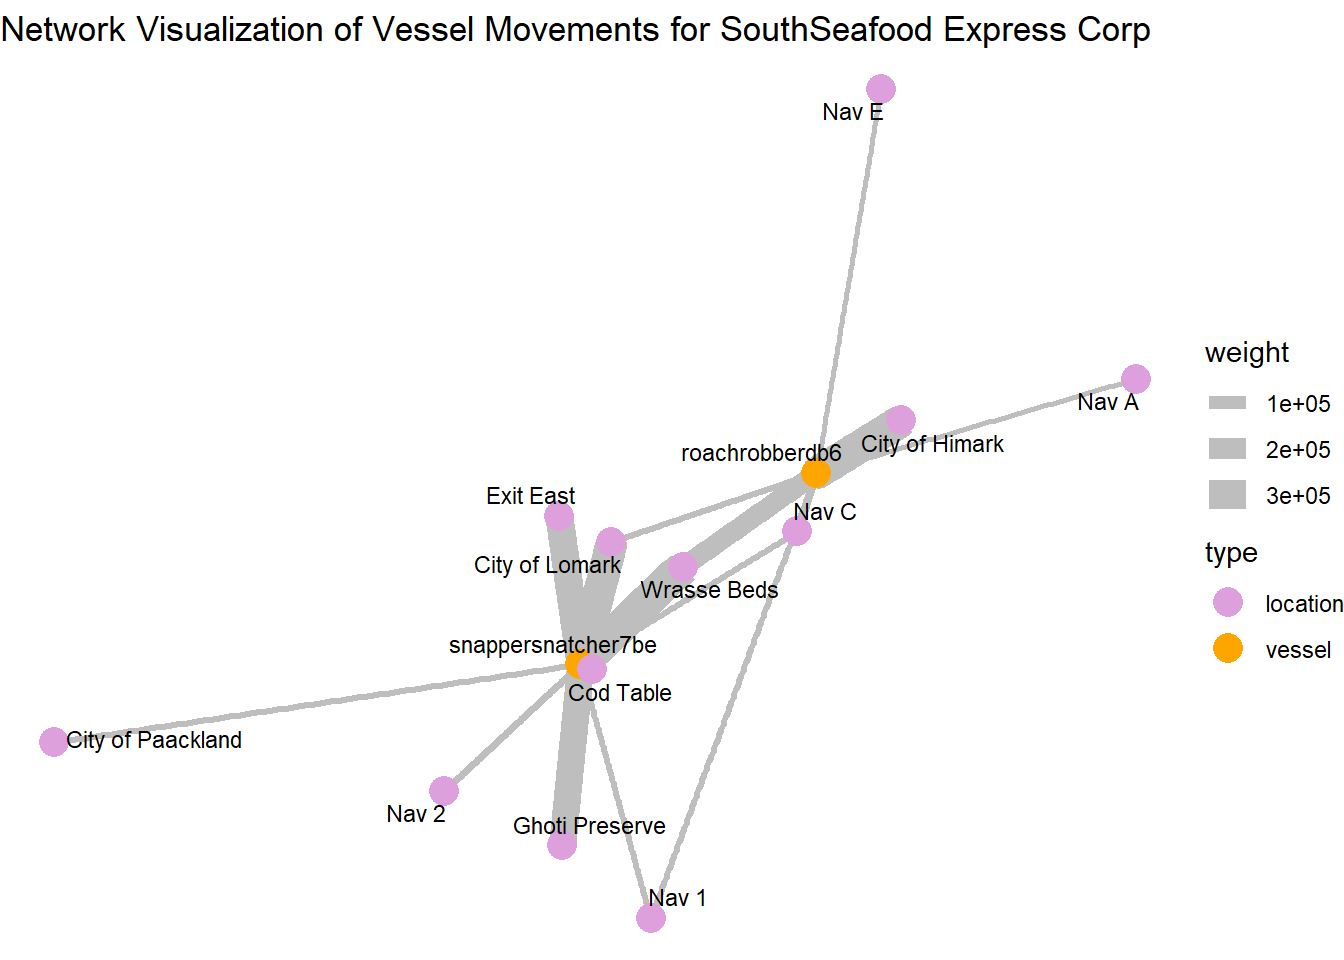 Network Visualization of Vessel Movements for SouthSeafood Express Corp
Nav E
Nav A
City of Himark
roachrobberdb6
Exit East
Nav C
City of Lomark
Wrasse Beds
snappersnatcher7be
Cod Table
City of Paackland
Nav 2
Ghoti Preserve
Nav 1
weight
1e+05
2e+05
3e+05
type
location
vessel